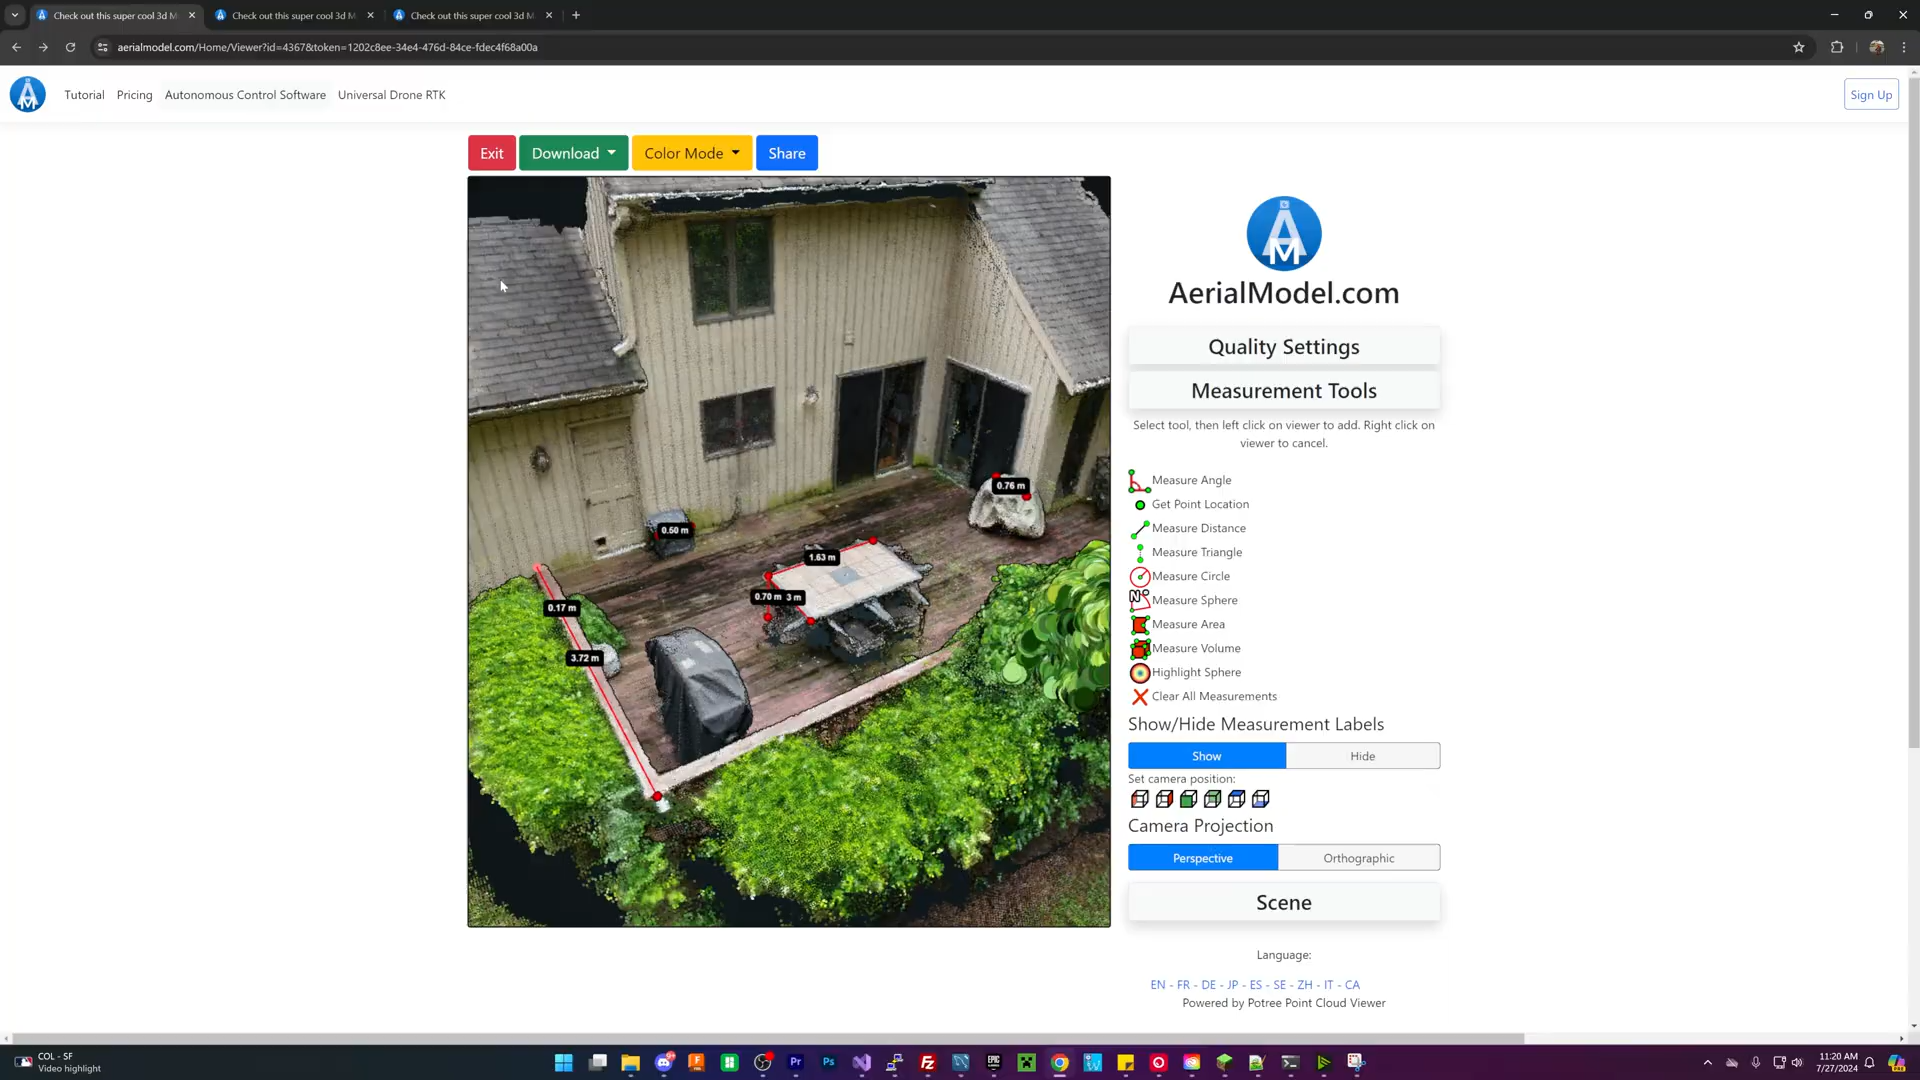 Check out this super cool 3d M
Check out this super cool 3d M
Check out this super cool 3d M
aerialmodel.com/Home/Viewer?id=4367&token=1202c8ee-34e4-476d-84ce-fdec4f68a00a
Tutorial
Pricing
Autonomous Control Software
Universal Drone RTK
Sign Up
Exit
Download
Color Mode
Share
0.76 m
0.50 m
1.63 m
0.70 m
3 m
0.17 m
3.72 m
AerialModel.com
Quality Settings
Measurement Tools
Select tool, then left click on viewer to add. Right click on
viewer to cancel.
Measure Angle
Get Point Location
Measure Distance
Measure Triangle
Measure Circle
Measure Sphere
Measure Area
Measure Volume
Highlight Sphere
Clear All Measurements
Show/Hide Measurement Labels
Show
Hide
Set camera position:
Camera Projection
Perspective
Orthographic
Scene
Language:
EN - FR - DE - JP - ES - SE - ZH - IT - CA
Powered by Potree Point Cloud Viewer
COL - SF
Video highlight
11:20 AM
7/27/2024